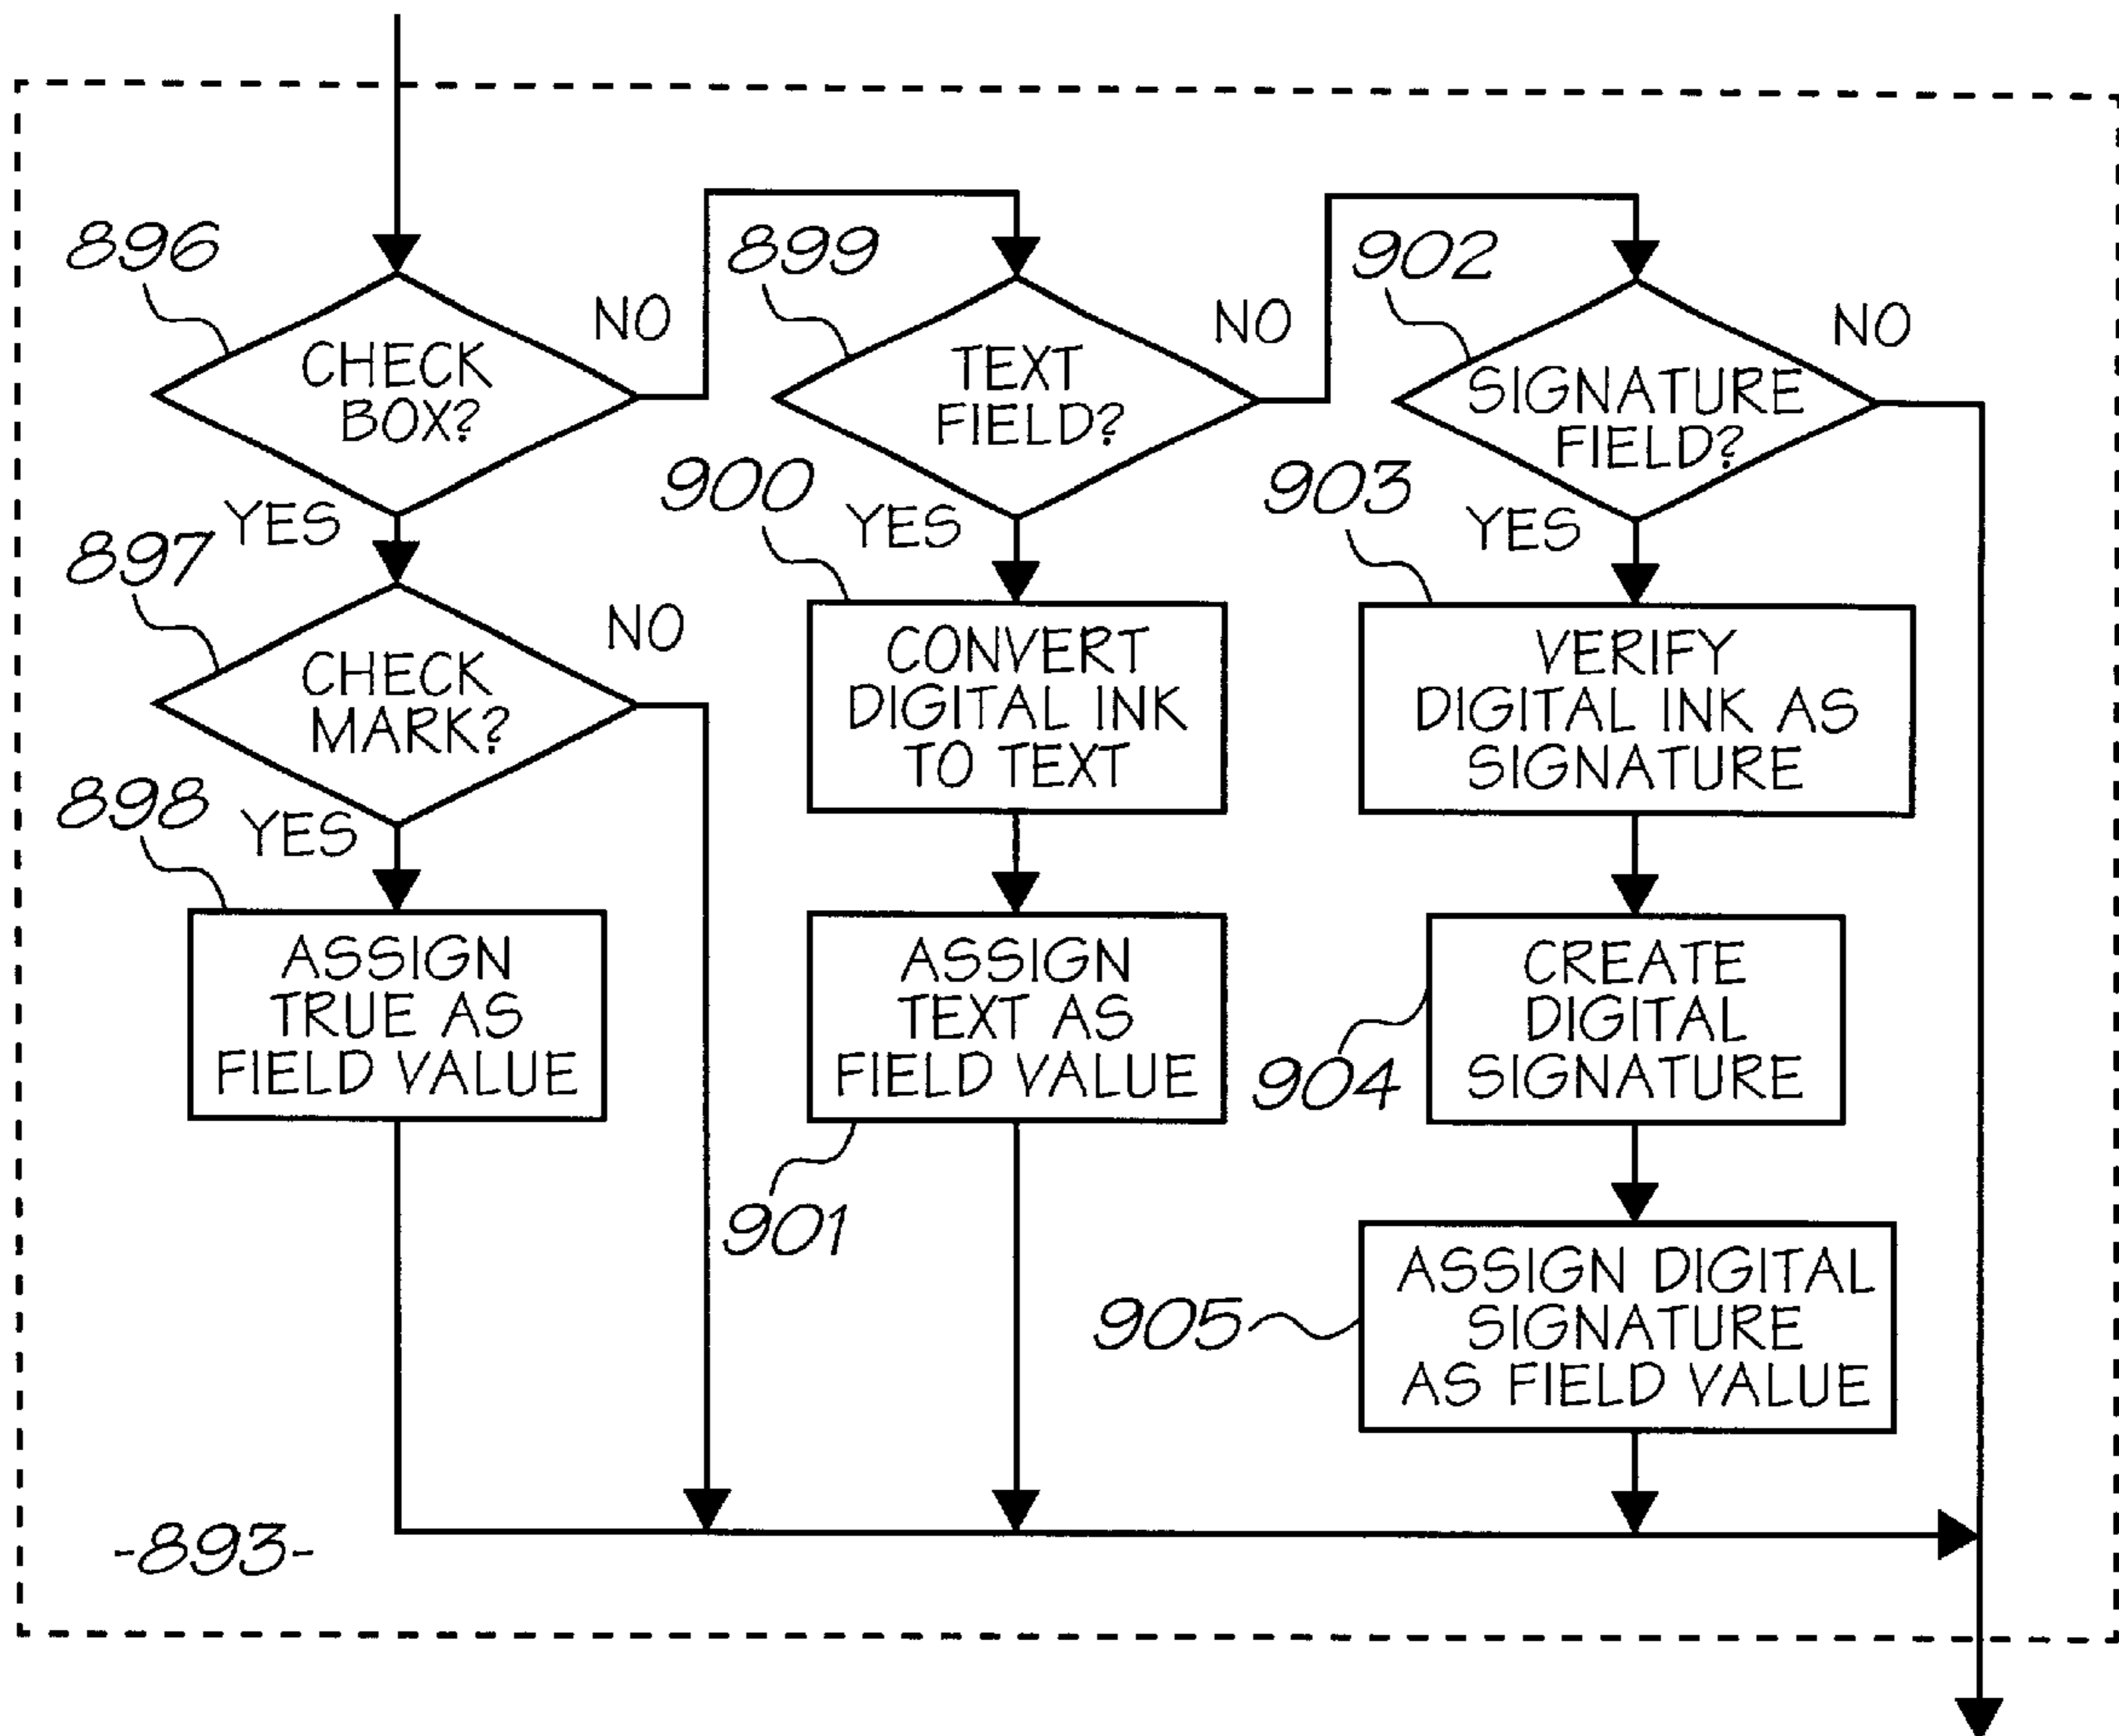 896
CHECK
BOX?
NO
YES
897
CHECK
MARK?
NO
YES
898
ASSIGN
TRUE AS
FIELD VALUE
899
TEXT
FIELD?
NO
YES
900
CONVERT
DIGITAL INK
TO TEXT
ASSIGN
TEXT AS
FIELD VALUE
901
902
SIGNATURE
FIELD?
NO
YES
903
VERIFY
DIGITAL INK AS
SIGNATURE
CREATE
DIGITAL
SIGNATURE
904
ASSIGN DIGITAL
SIGNATURE
AS FIELD VALUE
905
-893-